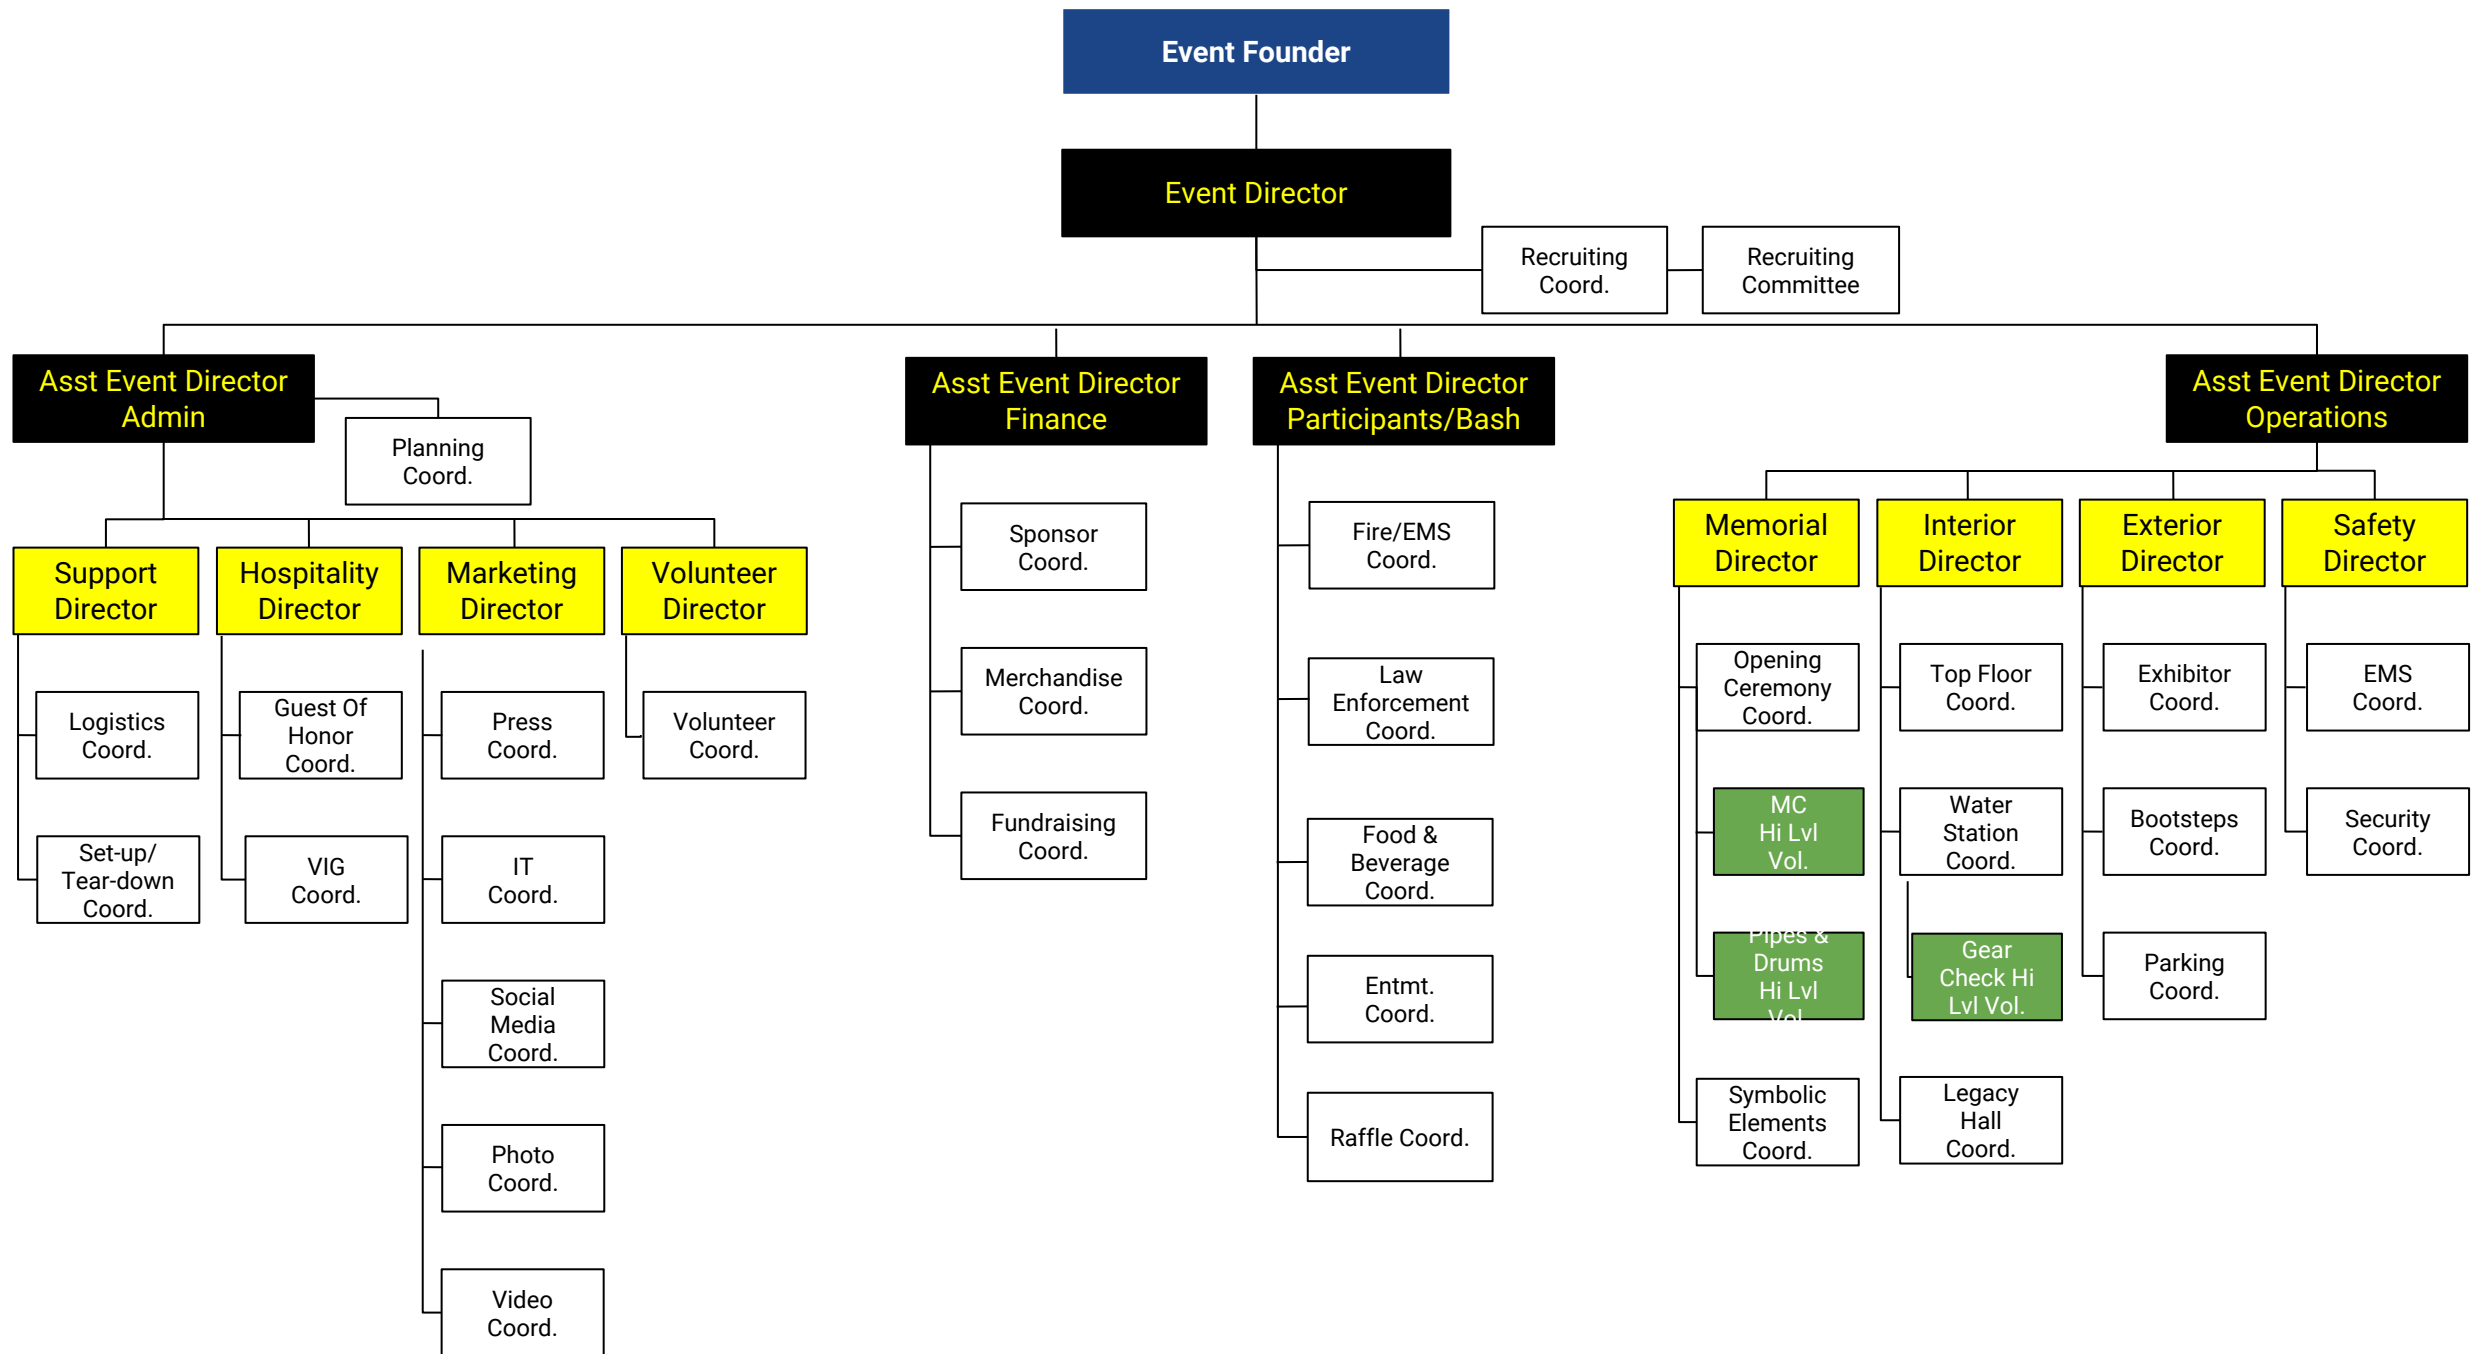 Event Founder
Event Director
Recruiting
Coord.
Recruiting
Committee
Asst Event Director
Admin
Planning
Coord.
Asst Event Director
Finance
Asst Event Director
Participants/Bash
Asst Event Director
Operations
Support
Director
Hospitality
Director
Marketing
Director
Volunteer
Director
Logistics
Coord.
Set-up/
Tear-down
Coord.
Guest Of
Honor
Coord.
VIG
Coord.
Press
Coord.
IT
Coord.
Social
Media
Coord.
Photo
Coord.
Video
Coord.
Volunteer
Coord.
Sponsor
Coord.
Merchandise
Coord.
Fundraising
Coord.
Fire/EMS
Coord.
Law
Enforcement
Coord.
Food &
Beverage
Coord.
Entmt.
Coord.
Raffle Coord.
Memorial
Director
Interior
Director
Exterior
Director
Safety
Director
Opening
Ceremony
Coord.
MC
Hi Lvl
Vol.
Pipes &
Drums
Hi Lvl
Vol.
Symbolic
Elements
Coord.
Top Floor
Coord.
Water
Station
Coord.
Gear
Check Hi
Lvl Vol.
Legacy
Hall
Coord.
Exhibitor
Coord.
Bootsteps
Coord.
Parking
Coord.
EMS
Coord.
Security
Coord.